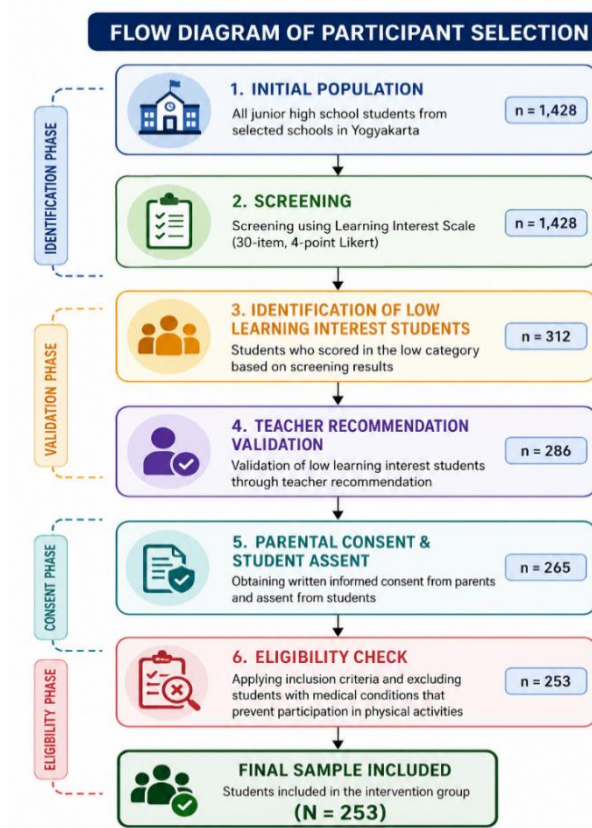 FLOW DIAGRAM OF PARTICIPANT SELECTION
IDENTIFICATION PHASE
1. INITIAL POPULATION
All junior high school students from
selected schools in Yogyakarta
n = 1,428
2. SCREENING
Screening using Learning Interest Scale
(30-item, 4-point Likert)
n = 1,428
VALIDATION PHASE
3. IDENTIFICATION OF LOW
LEARNING INTEREST STUDENTS
Students who scored in the low category
based on screening results
n = 312
4. TEACHER RECOMMENDATION
VALIDATION
Validation of low learning interest students
through teacher recommendation
n = 286
CONSENT PHASE
5. PARENTAL CONSENT &
STUDENT ASSENT
Obtaining written informed consent from parents
and assent from students
n = 265
ELIGIBILITY PHASE
6. ELIGIBILITY CHECK
Applying inclusion criteria and excluding
students with medical conditions that
prevent participation in physical activities
n = 253
FINAL SAMPLE INCLUDED
Students included in the intervention group
(N = 253)